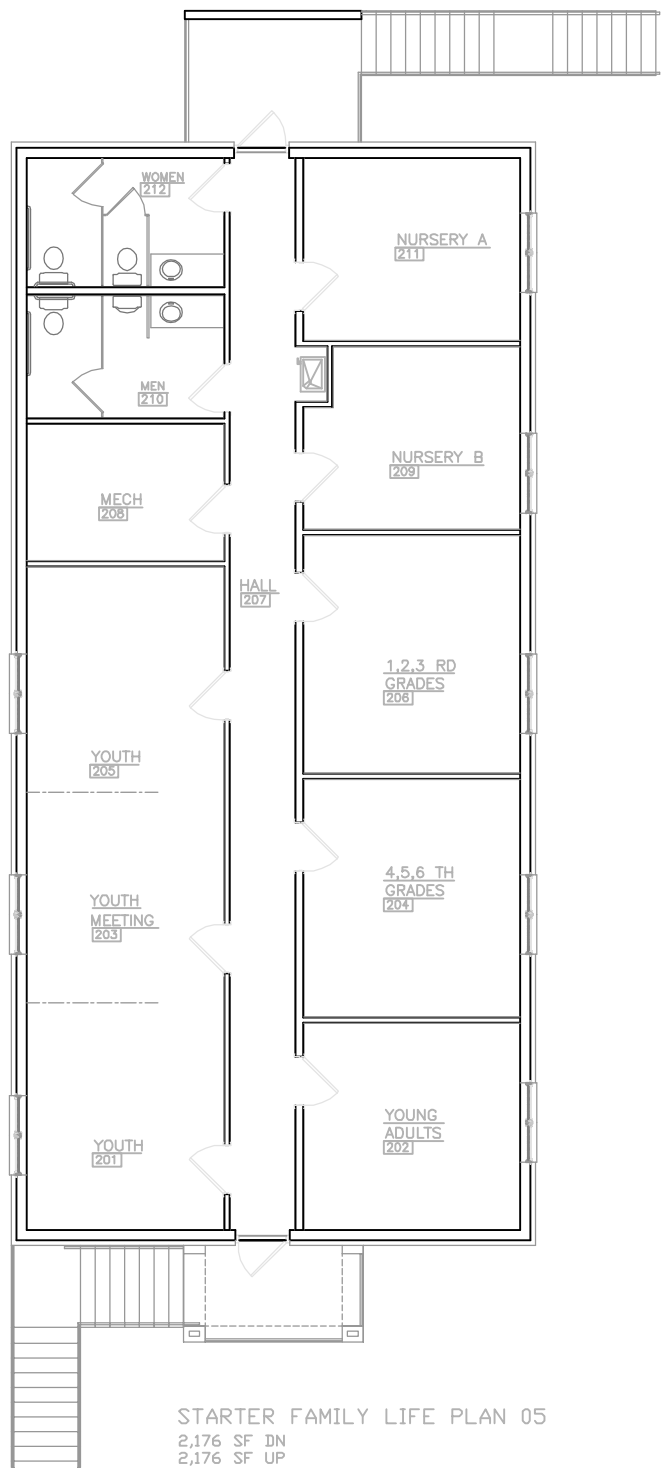 WOMEN
212
NURSERY A
211
MEN
210
NURSERY B
209
MECH
208
HALL
207
1,2,3 RD
GRADES
206
YOUTH
205
4,5,6 TH
GRADES
204
YOUTH
MEETING
203
YOUNG
ADULTS
202
YOUTH
201
STARTER FAMILY LIFE PLAN 05
2,176 SF DN
2,176 SF UP